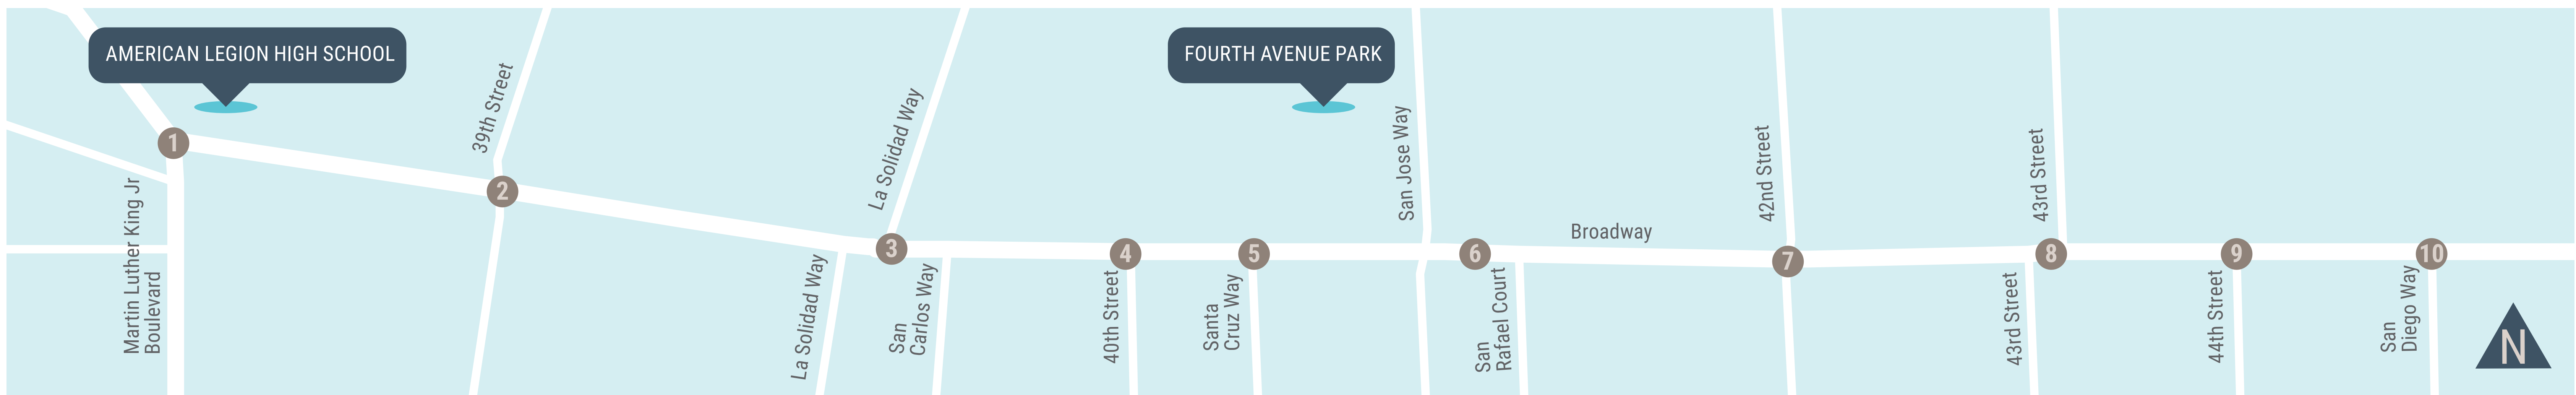 AMERICAN LEGION HIGH SCHOOL
FOURTH AVENUE PARK
39th Street
La Solidad Way
San Jose Way
42nd Street
43rd Street
1
2
3
4
5
6
7
8
9
10
Broadway
Martin Luther King Jr
Boulevard
La Solidad Way
San
Carlos Way
40th Street
Santa
Cruz Way
San
Rafael Court
43rd Street
44th Street
San
Diego Way
N